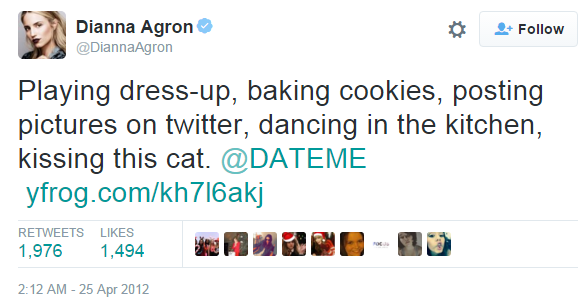 Dianna Agron
@DiannaAgron
Follow
Playing dress-up, baking cookies, posting
pictures on twitter, dancing in the kitchen,
kissing this cat. @DATEME
yfrog.com/kh7l6akj
RETWEETS LIKES
1,976 1,494
2:12 AM - 25 Apr 2012